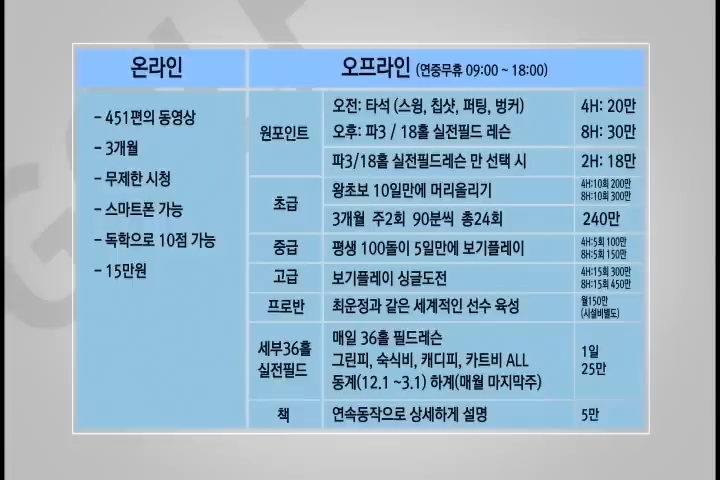 온라인
오프라인 (연중무휴 09:00 ~ 18:00)
- 451편의 동영상
- 3개월
- 무제한 시청
- 스마트폰 가능
- 독학으로 10점 가능
- 15만원
원포인트
오전: 타석 (스윙, 칩샷, 퍼팅, 벙커)
4H: 20만
오후: 파3 / 18홀 실전필드 레슨
8H: 30만
파3/18홀 실전필드레슨 만 선택 시
2H: 18만
초급
왕초보 10일만에 머리올리기
4H:10회 200만
8H:10회 300만
3개월 주2회 90분씩 총24회
240만
중급
평생 100돌이 5일만에 보기플레이
4H:5회 100만
8H:5회 150만
고급
보기플레이 싱글도전
4H:15회 300만
8H:15회 450만
프로반
최운정과 같은 세계적인 선수 육성
월150만
(시설비별도)
세부36홀
실전필드
매일 36홀 필드레슨
그린피, 숙식비, 캐디피, 카트비 ALL
동계(12.1 ~3.1) 하계(매월 마지막주)
1일
25만
책
연속동작으로 상세하게 설명
5만